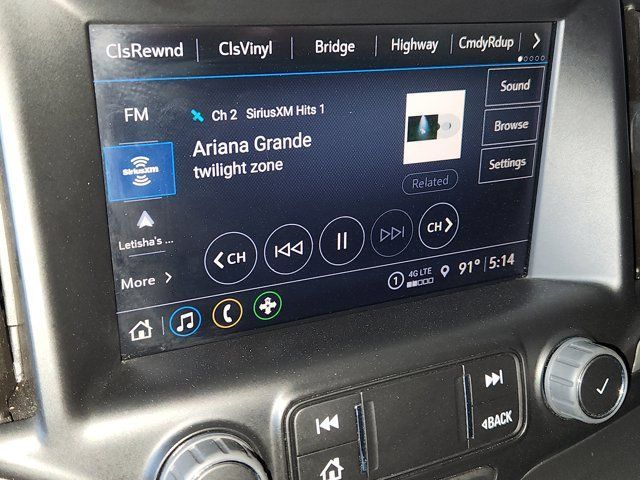 ClsRewnd ClsVinyl Bridge Highway CmdyRdup
FM
SiriusXM
Letisha's ...
More
Ch 2 SiriusXM Hits 1
Ariana Grande
twilight zone
Related
Sound
Browse
Settings
CH
CH
1 4G LTE 91° 5:14
BACK